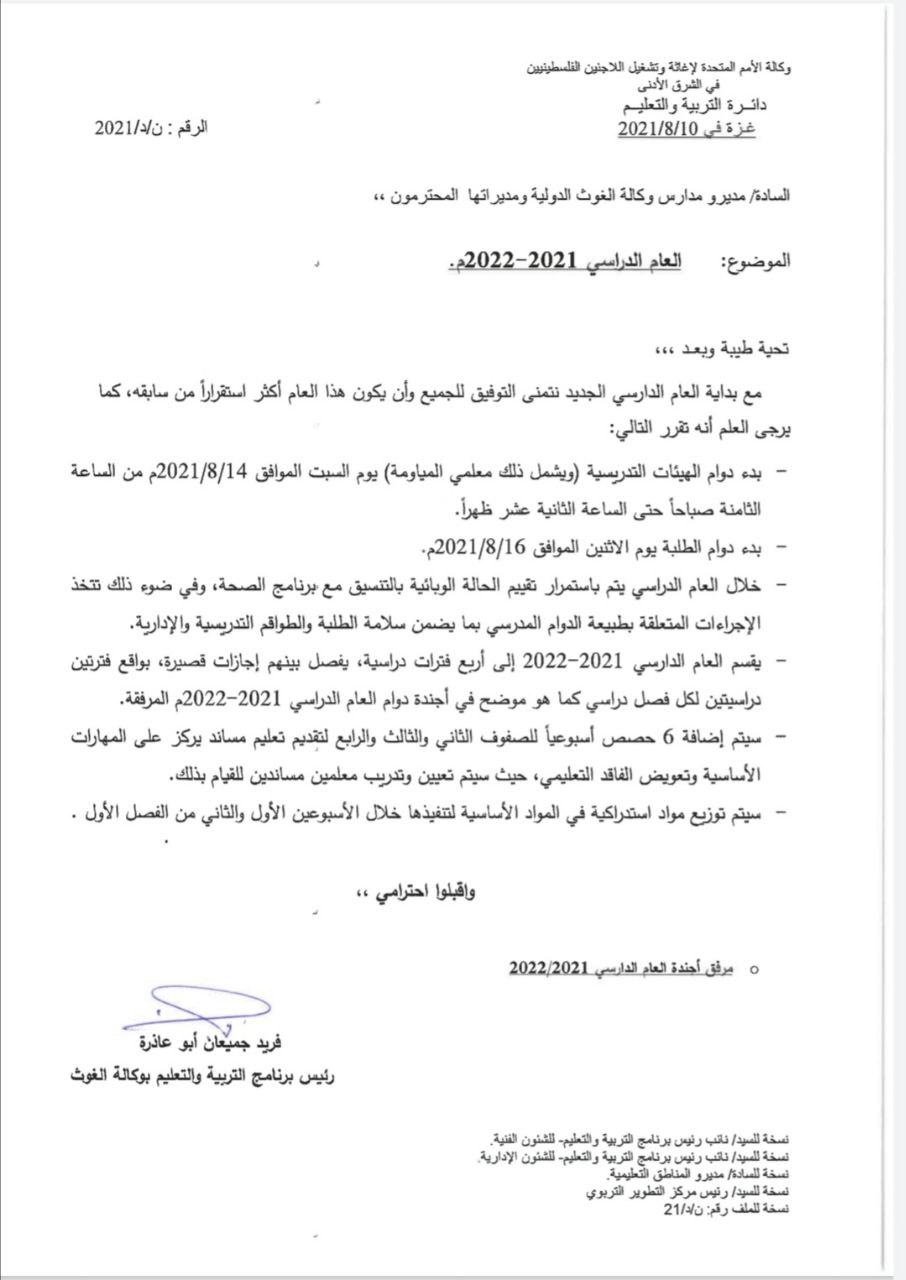 وكالة الأمم المتحدة لإغاثة وتشغيل اللاجئين الفلسطينيين
في الشرق الأدنى
دائـرة التربية والتعليـم
غـزة في 2021/8/10
الرقم : ن/د/2021
السادة/ مديرو مدارس وكالة الغوث الدولية ومديراتها المحترمون ،،
الموضوع: العام الدراسي 2021–2022م.
تحية طيبة وبعـد ،،،
مع بداية العام الدارسي الجديد نتمنى التوفيق للجميع وأن يكون هذا العام أكثر استقراراً من سابقه، كما
يرجى العلم أنه تقرر التالي:
– بدء دوام الهيئات التدريسية (ويشمل ذلك معلمي المياومة) يوم السبت الموافق 2021/8/14م من الساعة
الثامنة صباحاً حتى الساعة الثانية عشر ظهراً.
– بدء دوام الطلبة يوم الاثنين الموافق 2021/8/16م.
– خلال العام الدراسي يتم باستمرار تقييم الحالة الوبائية بالتنسيق مع برنامج الصحة، وفي ضوء ذلك تتخذ
الإجراءات المتعلقة بطبيعة الدوام المدرسي بما يضمن سلامة الطلبة والطواقم التدريسية والإدارية.
– يقسم العام الدارسي 2021–2022 إلى أربع فترات دراسية، يفصل بينهم إجازات قصيرة، بواقع فترتين
دراسيتين لكل فصل دراسي كما هو موضح في أجندة دوام العام الدراسي 2021–2022م المرفقة.
– سيتم إضافة 6 حصص أسبوعياً للصفوف الثاني والثالث والرابع لتقديم تعليم مساند يركز على المهارات
الأساسية وتعويض الفاقد التعليمي، حيث سيتم تعيين وتدريب معلمين مساندين للقيام بذلك.
– سيتم توزيع مواد استدراكية في المواد الأساسية لتنفيذها خلال الأسبوعين الأول والثاني من الفصل الأول .
واقبلوا احترامي ،،
○ مرفق أجندة العام الدارسي 2022/2021
فريد جميعان أبو عاذرة
رئيس برنامج التربية والتعليم بوكالة الغوث
نسخة للسيد/ نائب رئيس برنامج التربية والتعليم- للشئون الفنية.
نسخة للسيد/ نائب رئيس برنامج التربية والتعليم- للشئون الإدارية.
نسخة للسادة/ مديرو المناطق التعليمية.
نسخة للسيد/ رئيس مركز التطوير التربوي
نسخة للملف رقم: ن/د/21